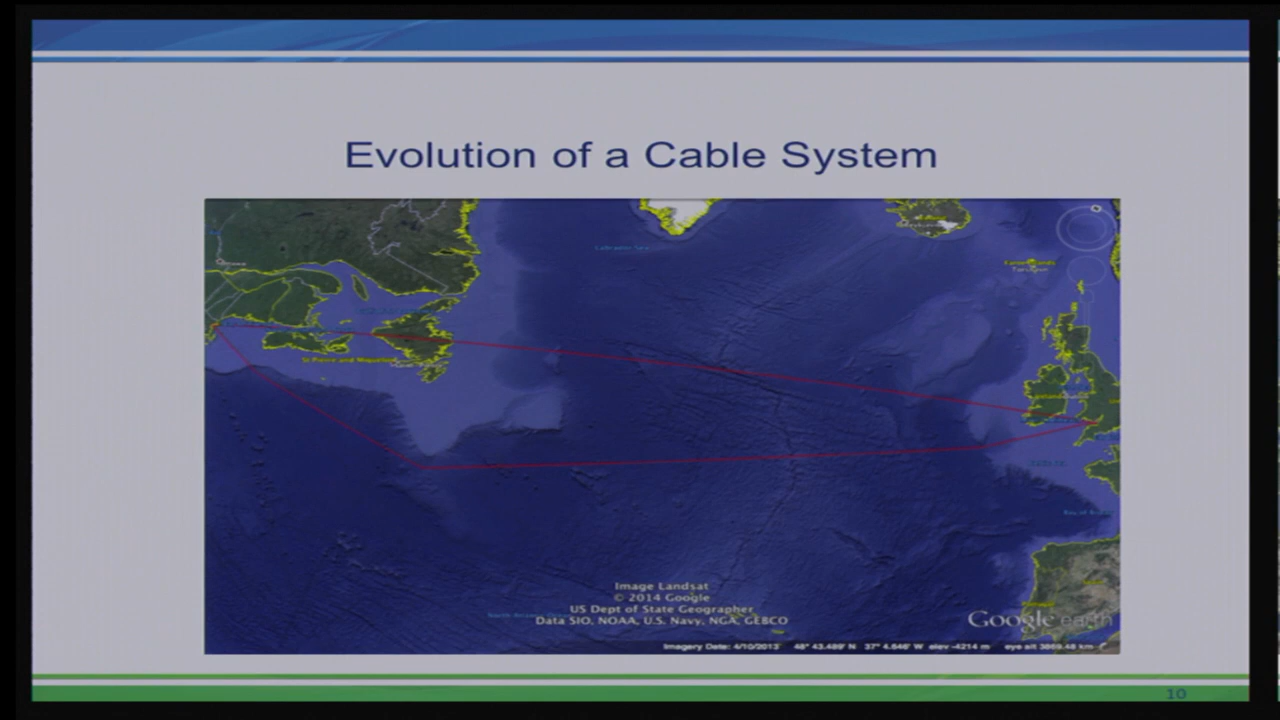 Evolution of a Cable System
Labrador Sea
St Pierre and Miquelon
Image Landsat
© 2014 Google
US Dept of State Geographer
Data SIO, NOAA, U.S. Navy, NGA, GEBCO
Google earth
Imagery Date: 4/10/2013 48° 43.489' N 37° 4.646' W elev -4214 m eye alt 3869.48 km
10